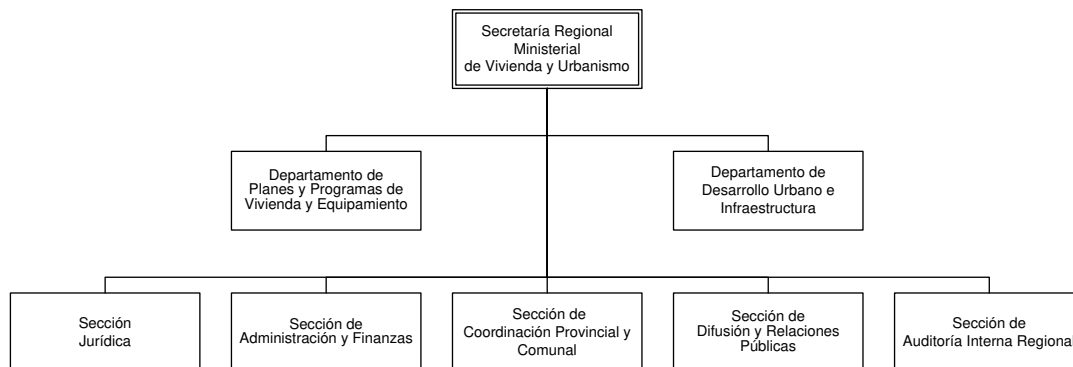 Secretaría Regional
Ministerial
de Vivienda y Urbanismo
Departamento de
Planes y Programas de
Vivienda y Equipamiento
Departamento de
Desarrollo Urbano e
Infraestructura
Sección
Jurídica
Sección de
Administración y Finanzas
Sección de
Coordinación Provincial y
Comunal
Sección de
Difusión y Relaciones
Públicas
Sección de
Auditoría Interna Regional